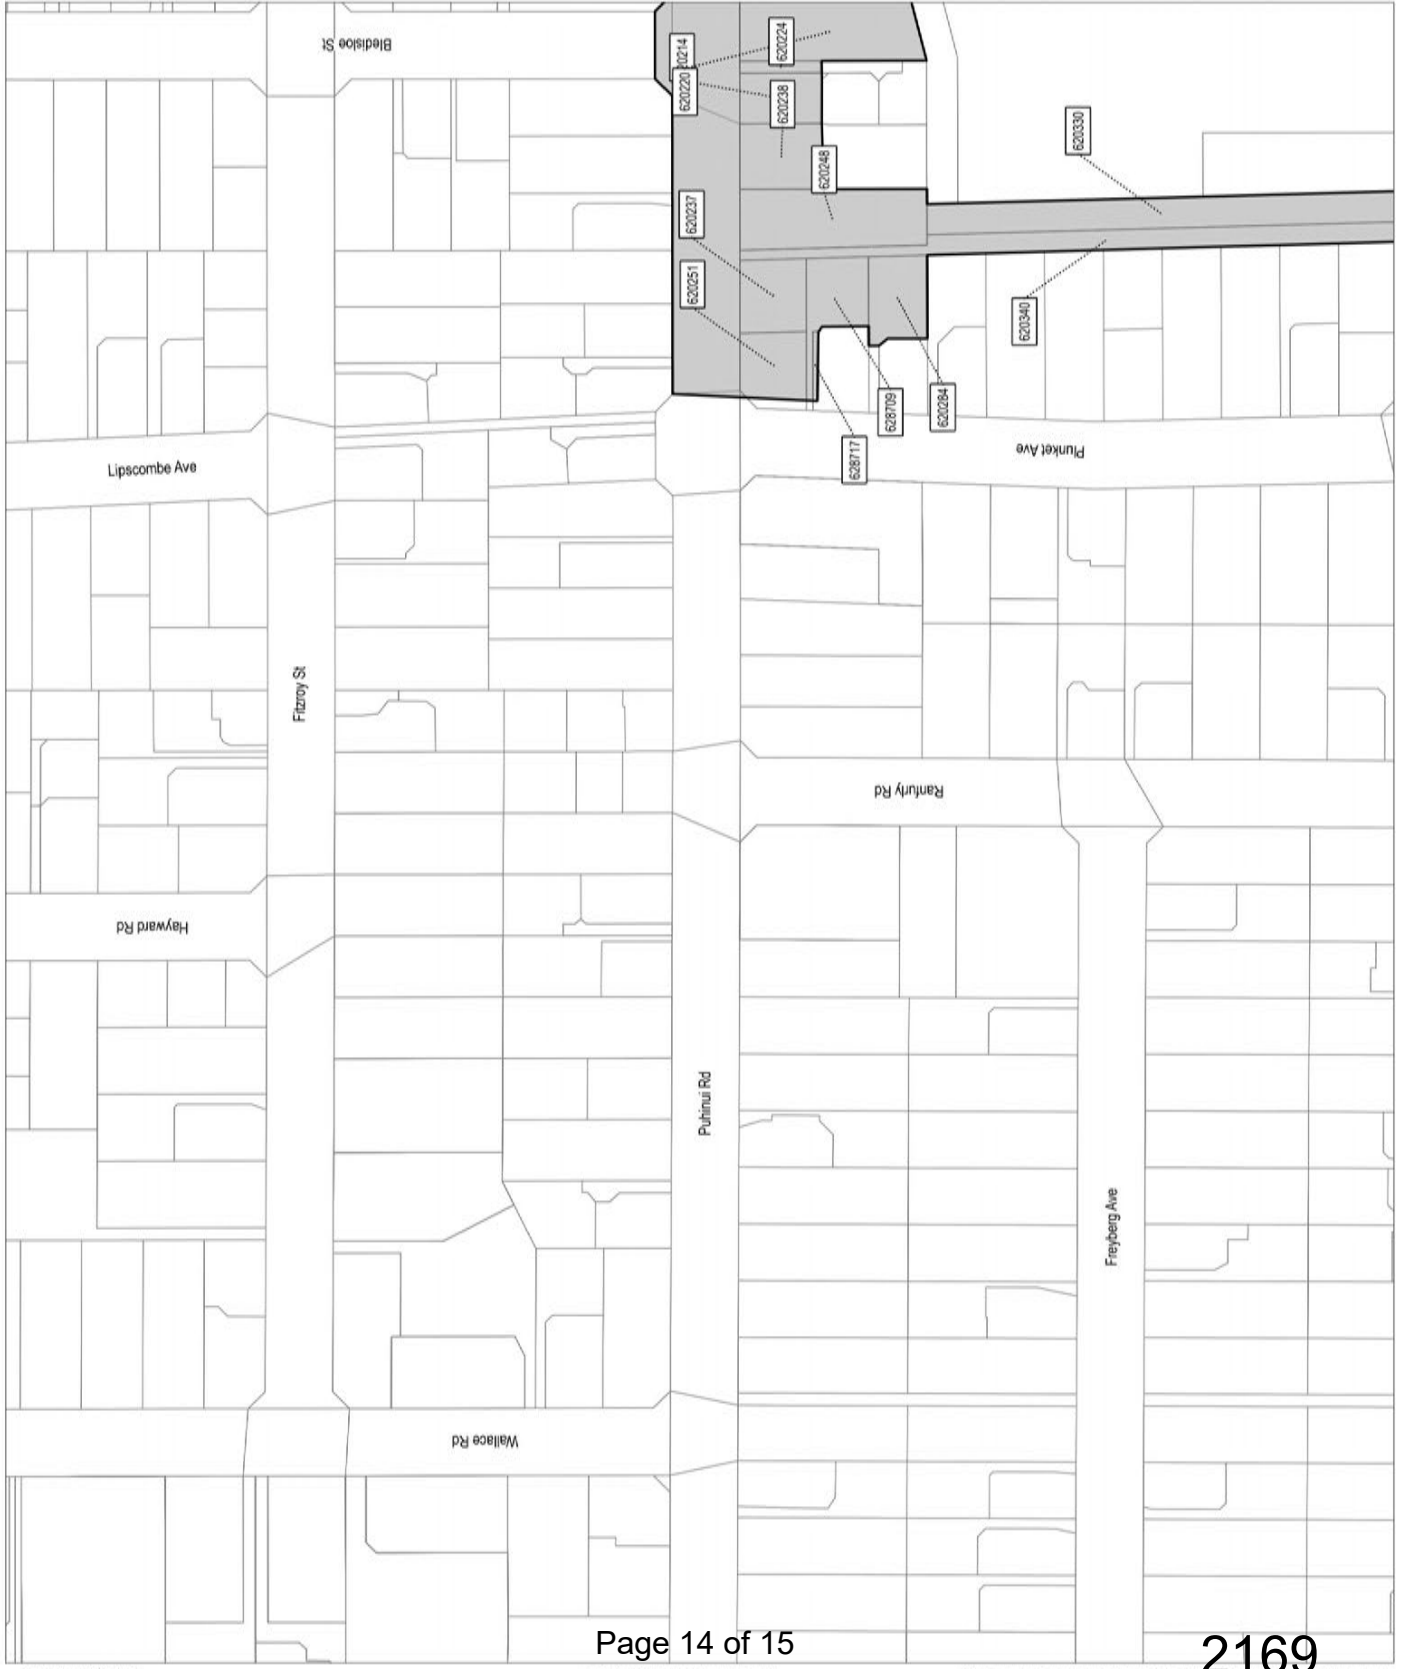 Bledisloe St
620214
620220
620224
620238
620248
620237
620251
620330
620340
628709
620284
628717
Lipscombe Ave
Plunket Ave
Fitzroy St
Ranfurly Rd
Hayward Rd
Puhinui Rd
Freyberg Ave
Wallace Rd
Page 14 of 15
2169